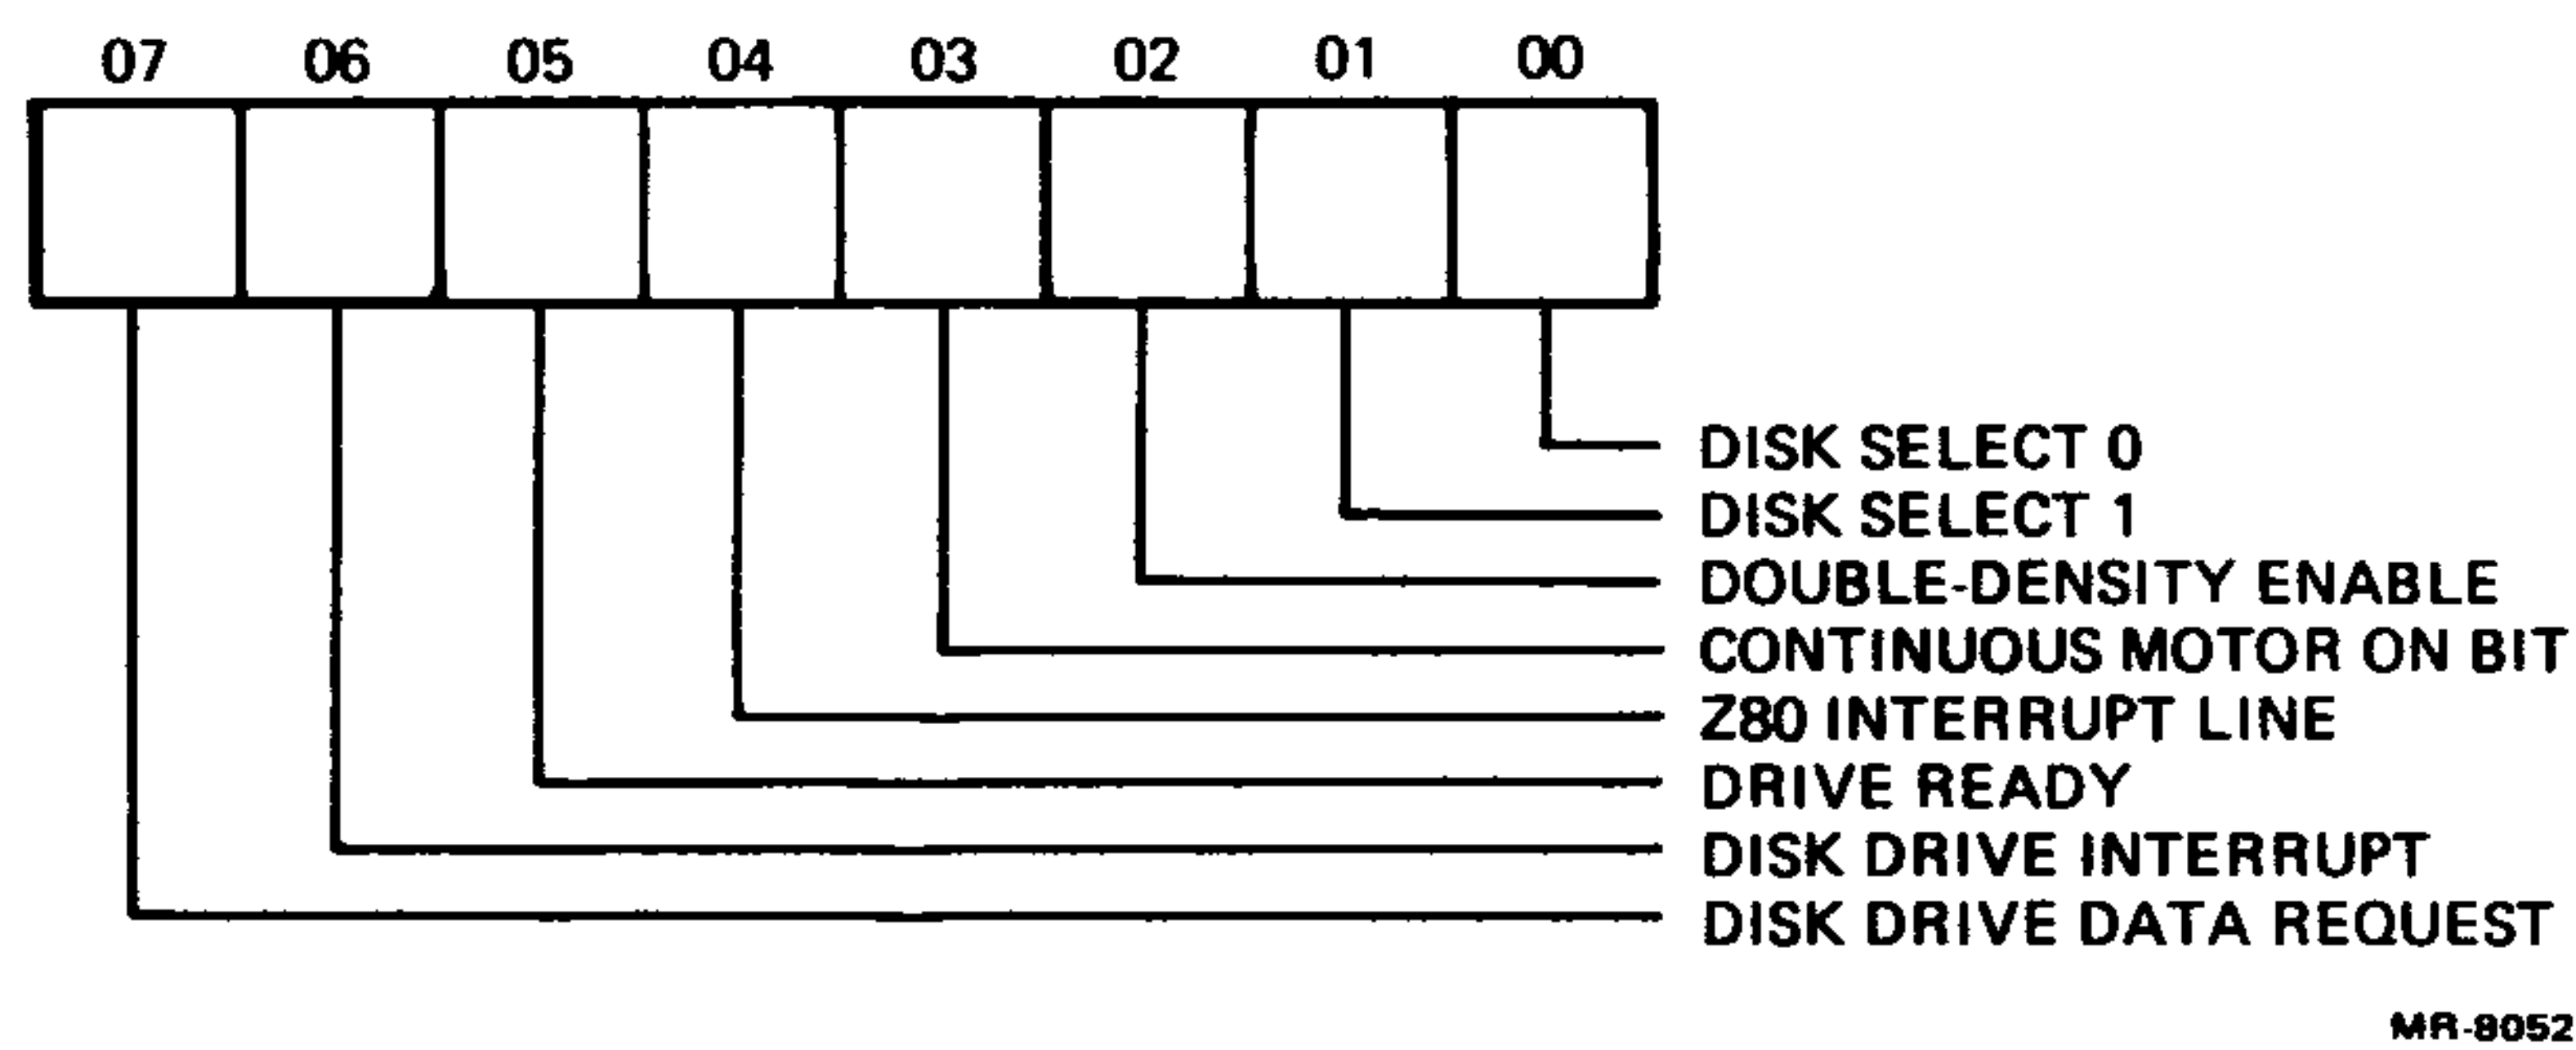 07 06 05 04 03 02 01 00
DISK SELECT 0
DISK SELECT 1
DOUBLE-DENSITY ENABLE
CONTINUOUS MOTOR ON BIT
Z80 INTERRUPT LINE
DRIVE READY
DISK DRIVE INTERRUPT
DISK DRIVE DATA REQUEST
MR-8052